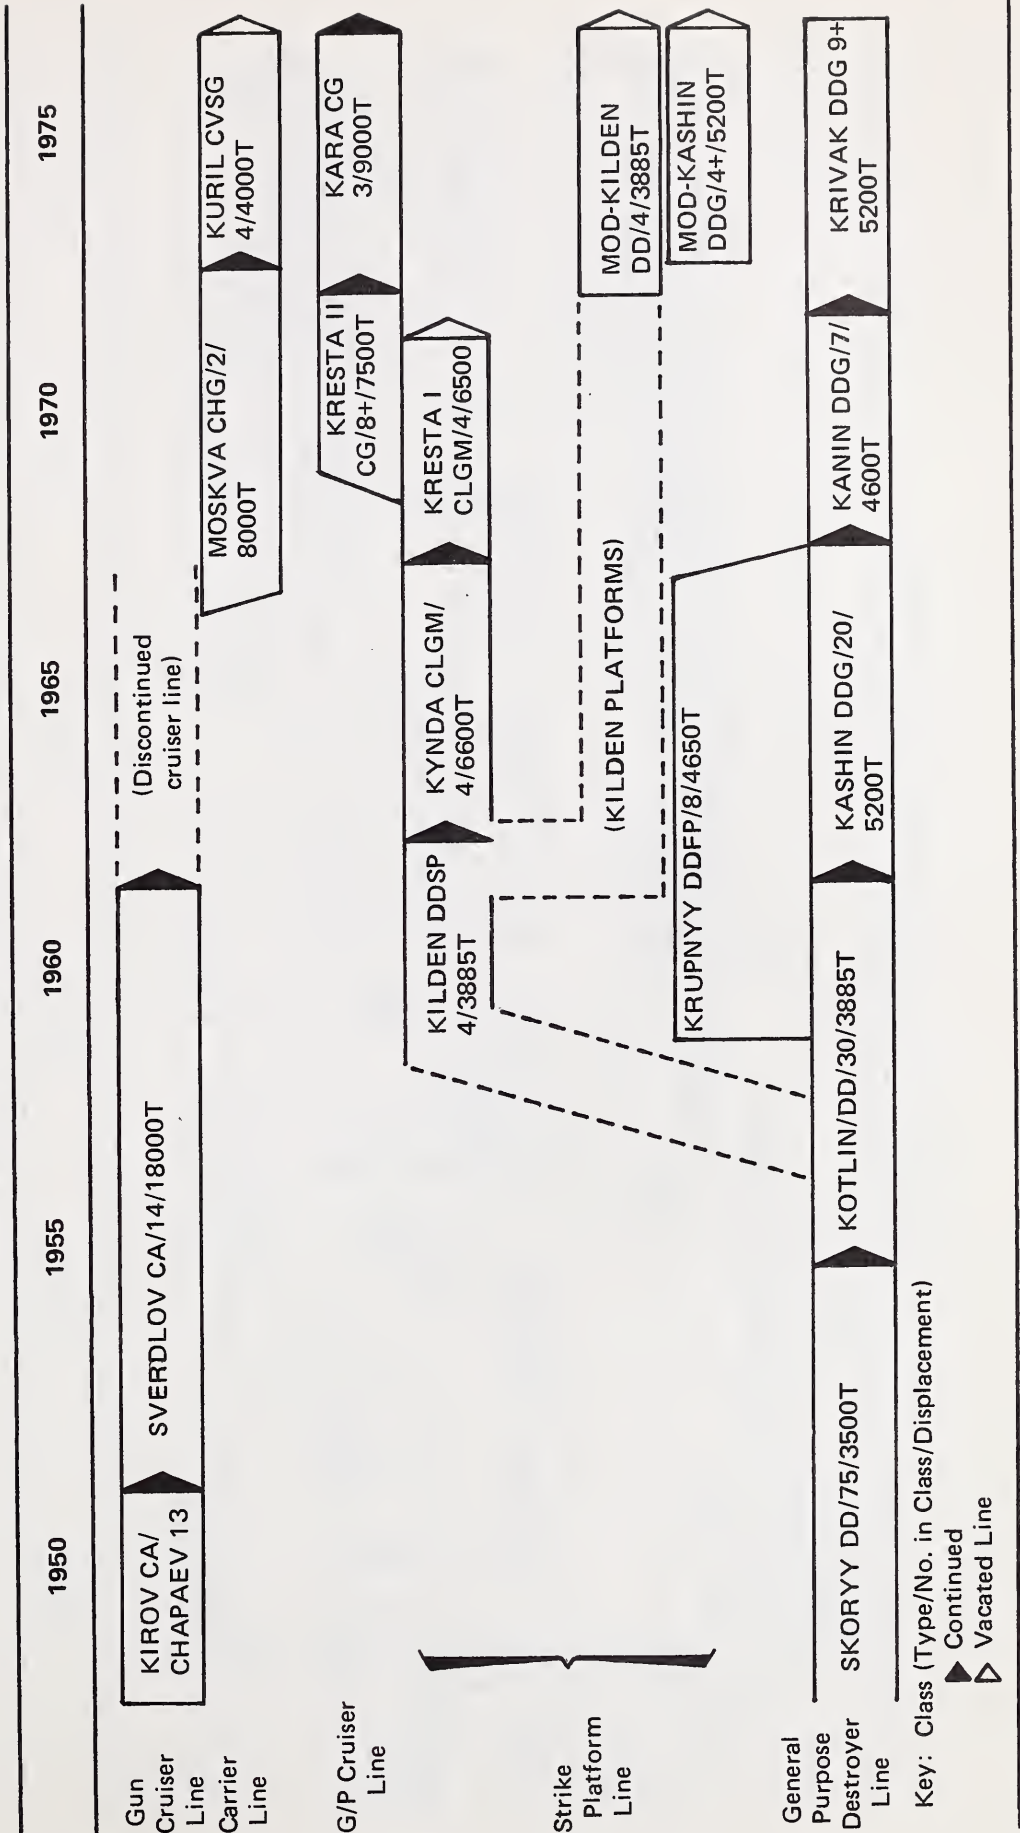 1950 1955 1960 1965 1970 1975
Gun
Cruiser
Line
KIROV CA/
CHAPAEV 13
SVERDLOV CA/14/18000T
(Discontinued
cruiser line)
Carrier
Line
MOSKVA CHG/2/
8000T
KURIL CVSG
4/4000T
G/P Cruiser
Line
KRESTA II
CG/8+/7500T
KARA CG
3/9000T
Strike
Platform
Line
KILDEN DDSP
4/3885T
KYNDA CLGM/
4/6600T
KRESTA I
CLGM/4/6500
(KILDEN PLATFORMS)
MOD-KILDEN
DD/4/3885T
KRUPNYY DDFP/8/4650T
MOD-KASHIN
DDG/4+/5200T
General
Purpose
Destroyer
Line
SKORYY DD/75/3500T
KOTLIN/DD/30/3885T
KASHIN DDG/20/
5200T
KANIN DDG/7/
4600T
KRIVAK DDG 9+
5200T
Key: Class (Type/No. in Class/Displacement)
Continued
Vacated Line